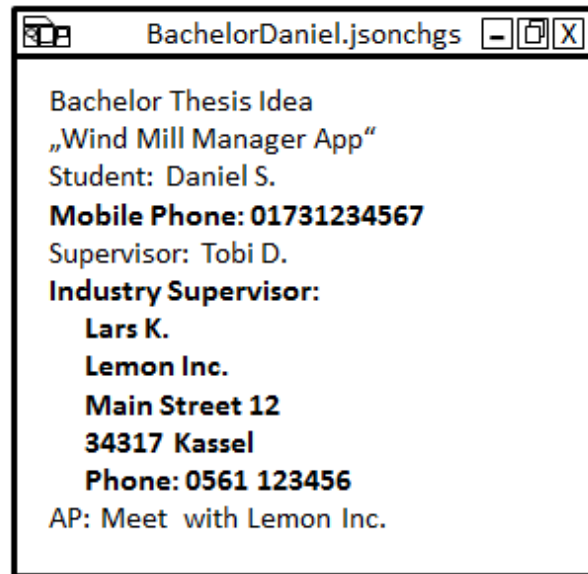 BachelorDaniel.jsonchgs
Bachelor Thesis Idea
„Wind Mill Manager App“
Student: Daniel S.
Mobile Phone: 01731234567
Supervisor: Tobi D.
Industry Supervisor:
Lars K.
Lemon Inc.
Main Street 12
34317 Kassel
Phone: 0561 123456
AP: Meet with Lemon Inc.